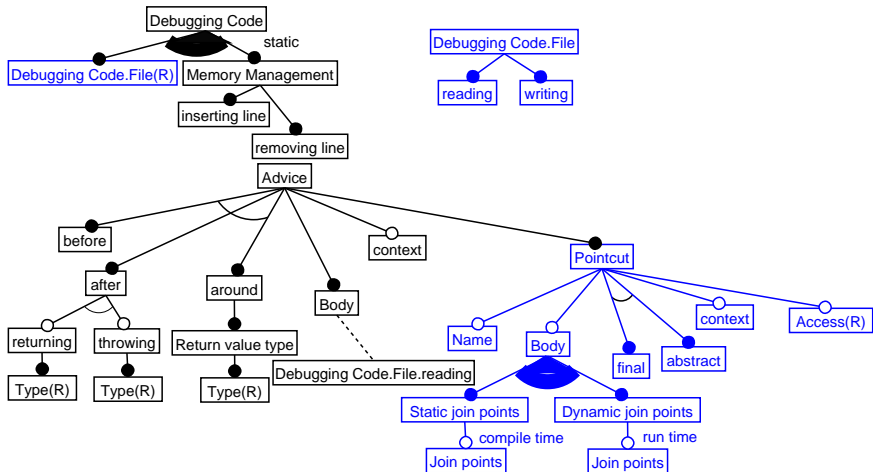 Debugging Code
static
Debugging Code.File(R)
Memory Management
inserting line
removing line
Debugging Code.File
reading
writing
Advice
before
after
around
Body
context
Pointcut
returning
throwing
Return value type
Type(R)
Type(R)
Type(R)
Debugging Code.File.reading
Name
Body
final
abstract
context
Access(R)
Static join points
Dynamic join points
compile time
run time
Join points
Join points